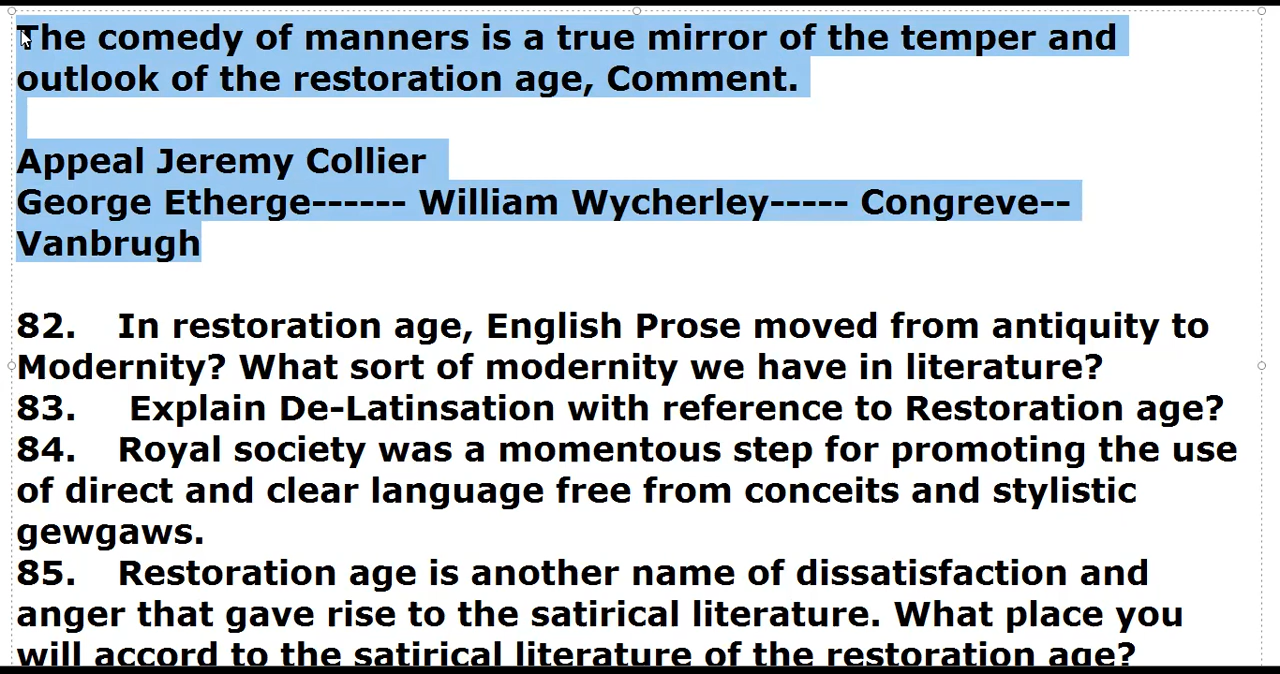 The comedy of manners is a true mirror of the temper and
outlook of the restoration age, Comment.
Appeal Jeremy Collier
George Etherge------ William Wycherley----- Congreve--
Vanbrugh
82. In restoration age, English Prose moved from antiquity to
Modernity? What sort of modernity we have in literature?
83. Explain De-Latinsation with reference to Restoration age?
84. Royal society was a momentous step for promoting the use
of direct and clear language free from conceits and stylistic
gewgaws.
85. Restoration age is another name of dissatisfaction and
anger that gave rise to the satirical literature. What place you
will accord to the satirical literature of the restoration age?